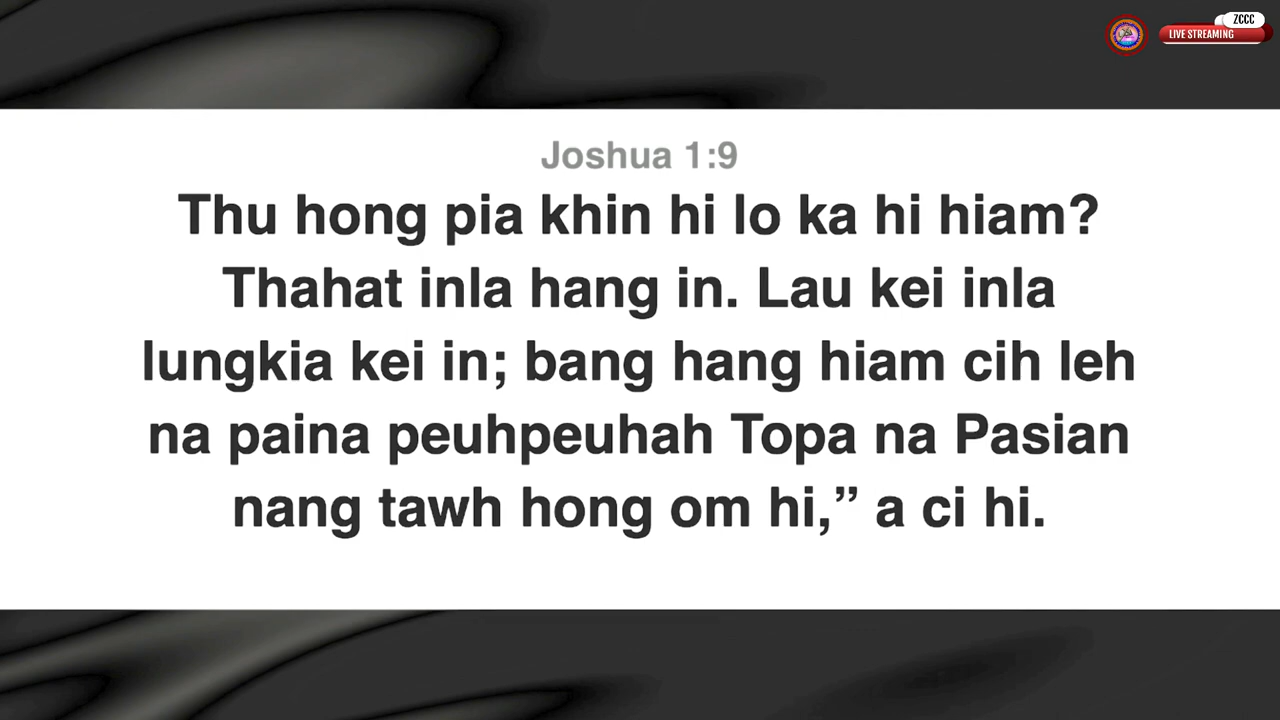 ZCCC
LIVE STREAMING
Joshua 1:9
Thu hong pia khin hi lo ka hi hiam?
Thahat inla hang in. Lau kei inla
lungkia kei in; bang hang hiam cih leh
na paina peuhpeuhah Topa na Pasian
nang tawh hong om hi,” a ci hi.